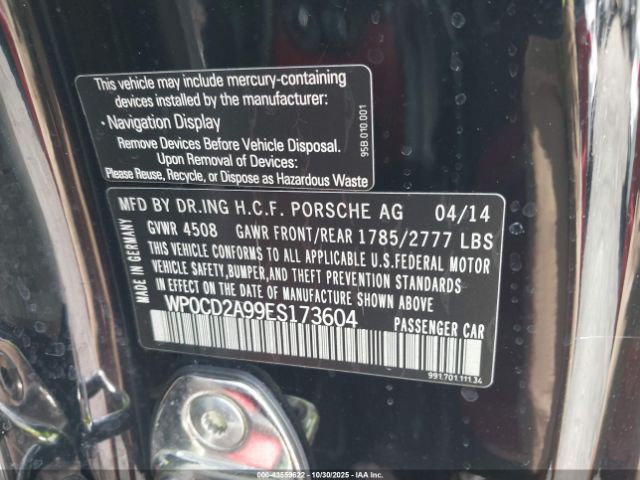 This vehicle may include mercury-containing
devices installed by the manufacturer:
· Navigation Display
Remove Devices Before Vehicle Disposal.
Upon Removal of Devices:
Please Reuse, Recycle, or Dispose as Hazardous Waste
95B.010.001
MFD BY DR.ING H.C.F. PORSCHE AG 04/14
GVWR 4508 GAWR FRONT/REAR 1785/2777 LBS
THIS VEHICLE CONFORMS TO ALL APPLICABLE U.S.FEDERAL MOTOR
VEHICLE SAFETY,BUMPER,AND THEFT PREVENTION STANDARDS
IN EFFECT ON THE DATE OF MANUFACTURE SHOWN ABOVE
WP0CD2A99ES173604
PASSENGER CAR
MADE IN GERMANY
991.701.111.34
000-43559622 - 10/30/2025 - IAA Inc.